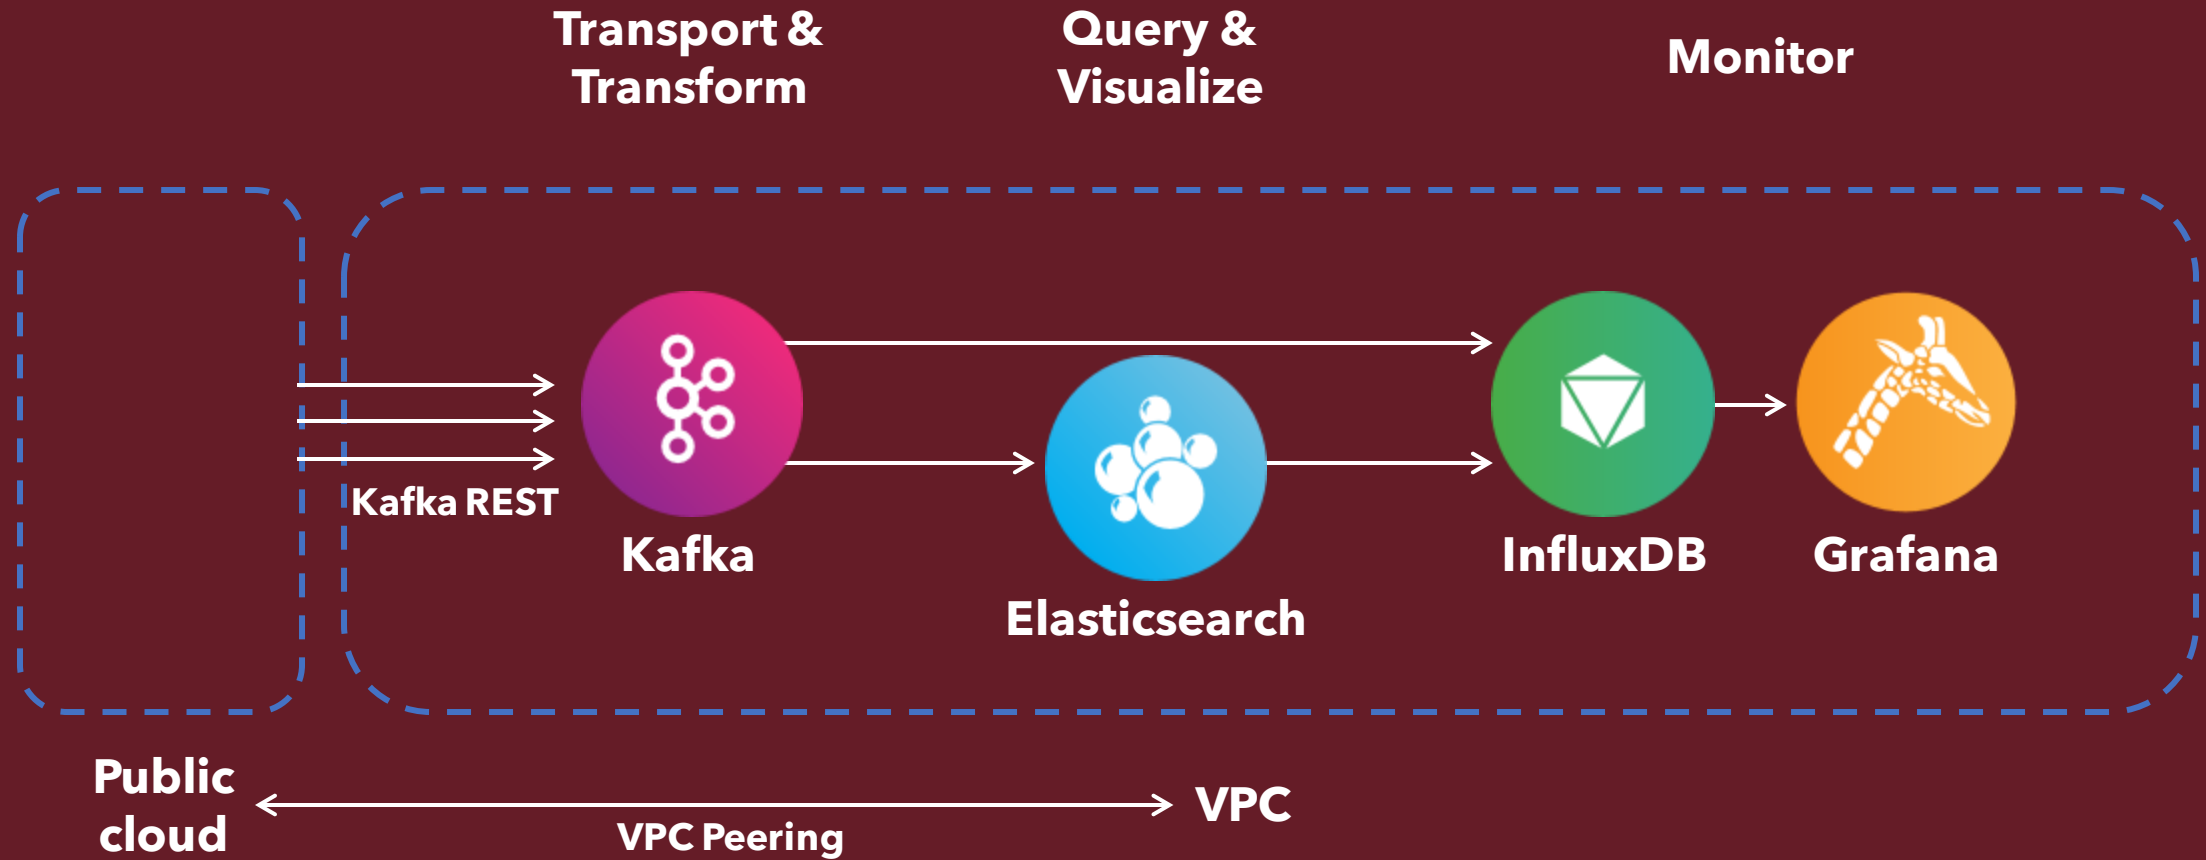 Transport &
Transform
Query &
Visualize
Monitor
Kafka REST
Kafka
Elasticsearch
InfluxDB
Grafana
Public
cloud
VPC Peering
VPC